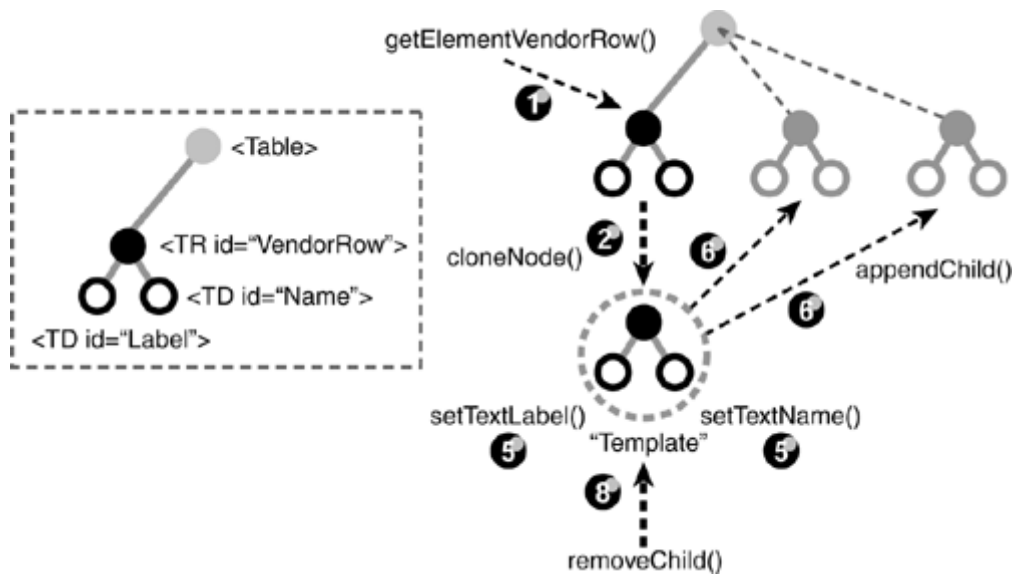 getElementVendorRow()
1
<Table>
<TR id=“VendorRow”>
<TD id=“Name”>
<TD id=“Label”>
2
cloneNode()
6
appendChild()
6
setTextLabel()
setTextName()
5
“Template”
5
8
removeChild()